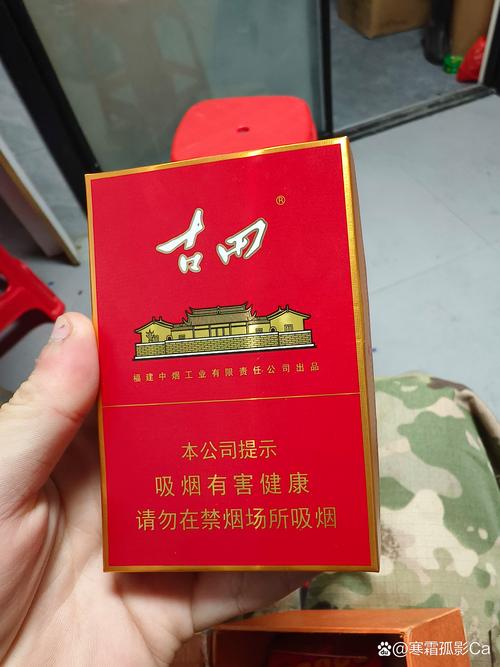 古田®
福建中烟工业有限责任公司出品
本公司提示
吸烟有害健康
请勿在禁烟场所吸烟
@寒霜孤影Ca